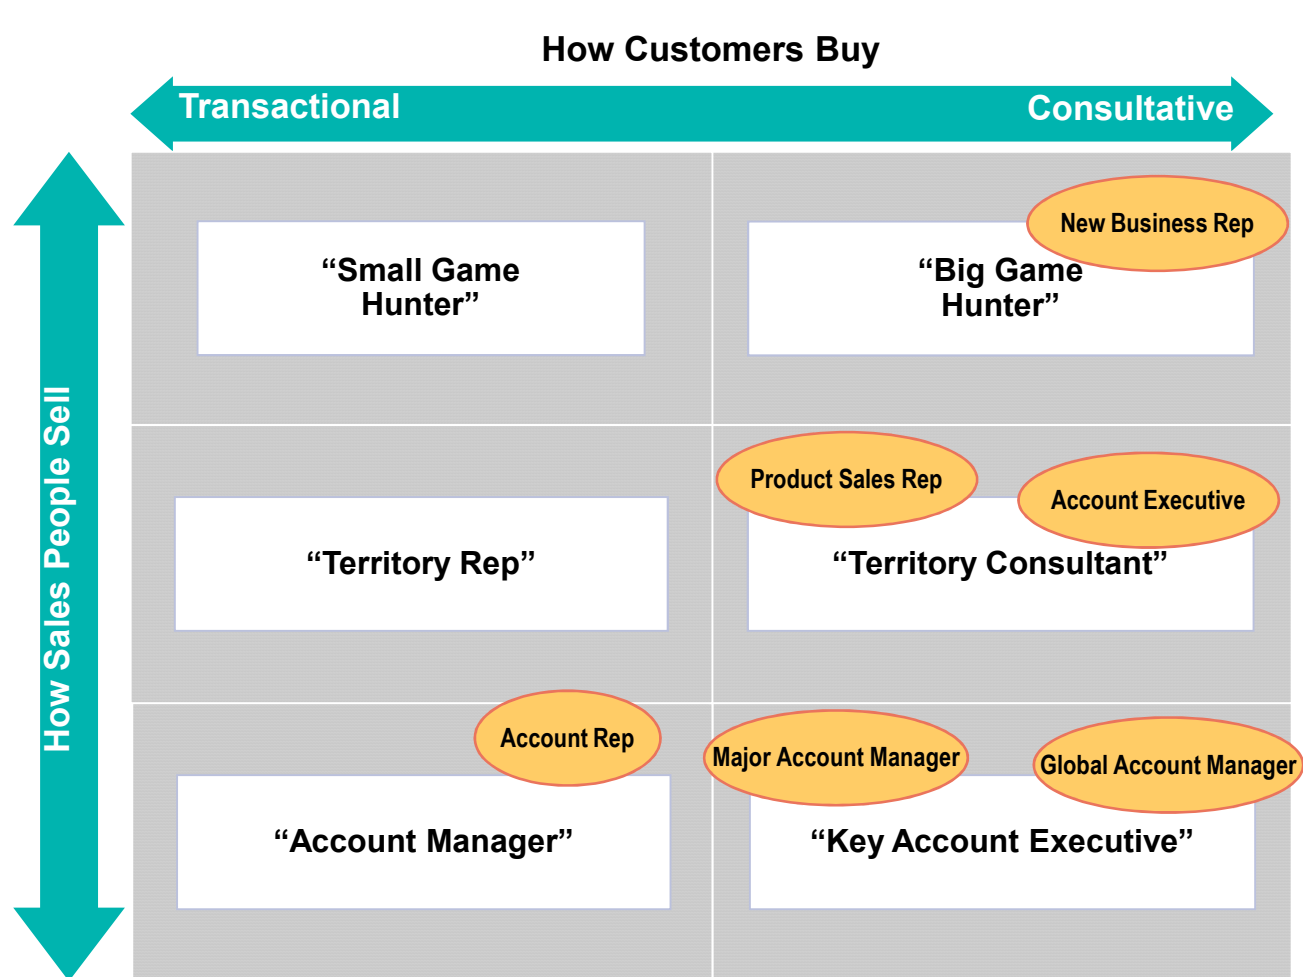 How Customers Buy
Transactional
Consultative
How Sales People Sell
New Business Rep
“Small Game
Hunter”
“Big Game
Hunter”
Product Sales Rep
Account Executive
“Territory Rep”
“Territory Consultant”
Account Rep
Major Account Manager
Global Account Manager
“Account Manager”
“Key Account Executive”